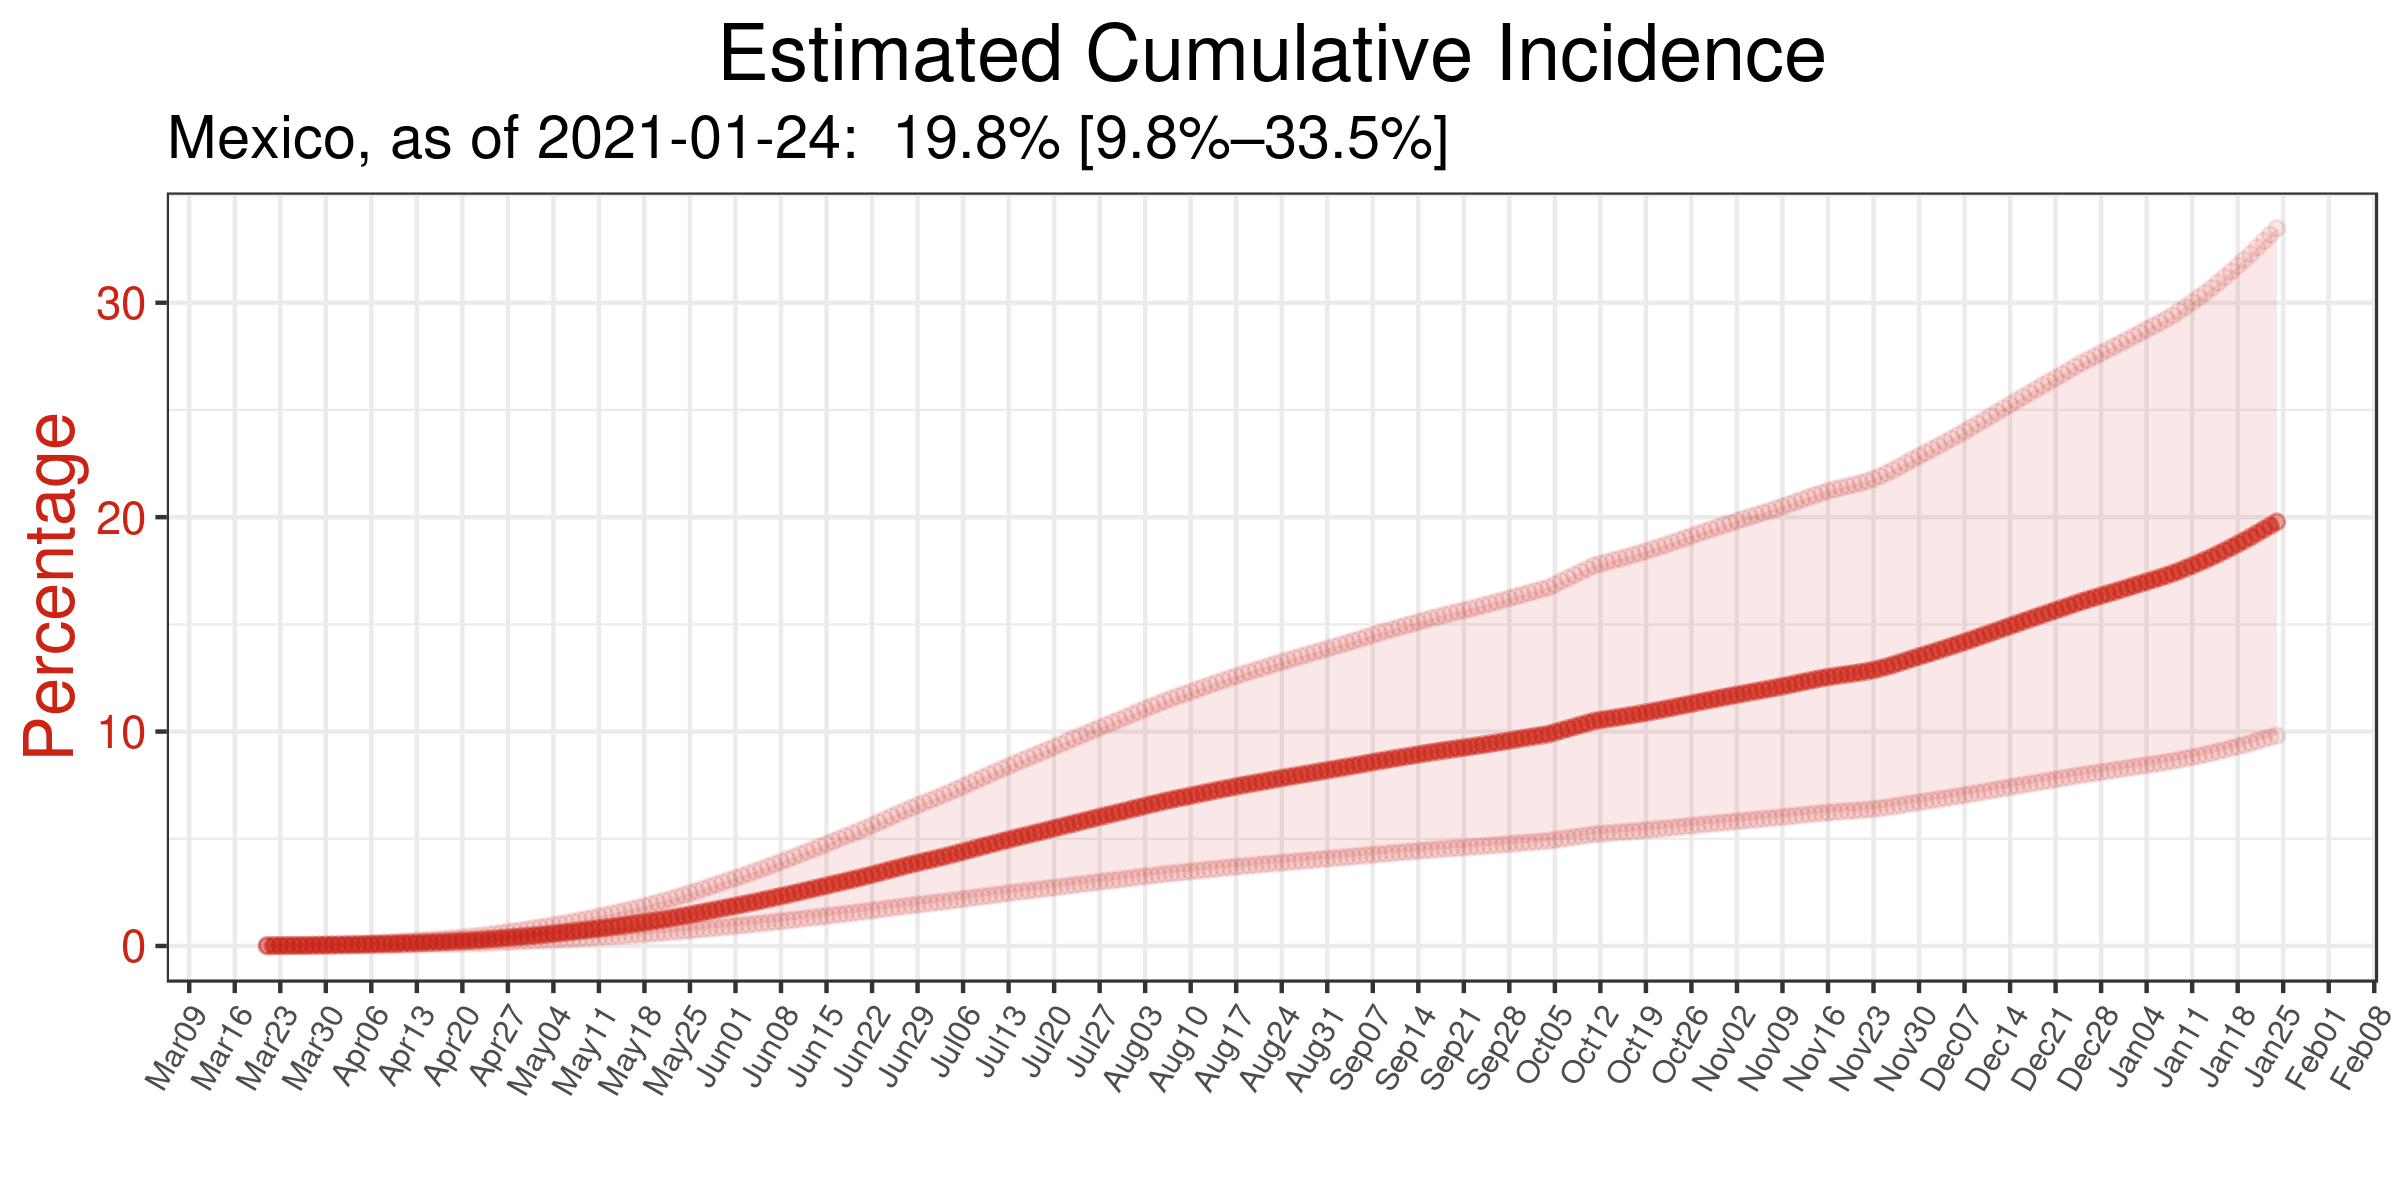 Estimated Cumulative Incidence
Mexico, as of 2021-01-24:  19.8% [9.8%–33.5%]
Percentage
30
20
10
0
Mar09
Mar16
Mar23
Mar30
Apr06
Apr13
Apr20
Apr27
May04
May11
May18
May25
Jun01
Jun08
Jun15
Jun22
Jun29
Jul06
Jul13
Jul20
Jul27
Aug03
Aug10
Aug17
Aug24
Aug31
Sep07
Sep14
Sep21
Sep28
Oct05
Oct12
Oct19
Oct26
Nov02
Nov09
Nov16
Nov23
Nov30
Dec07
Dec14
Dec21
Dec28
Jan04
Jan11
Jan18
Jan25
Feb01
Feb08